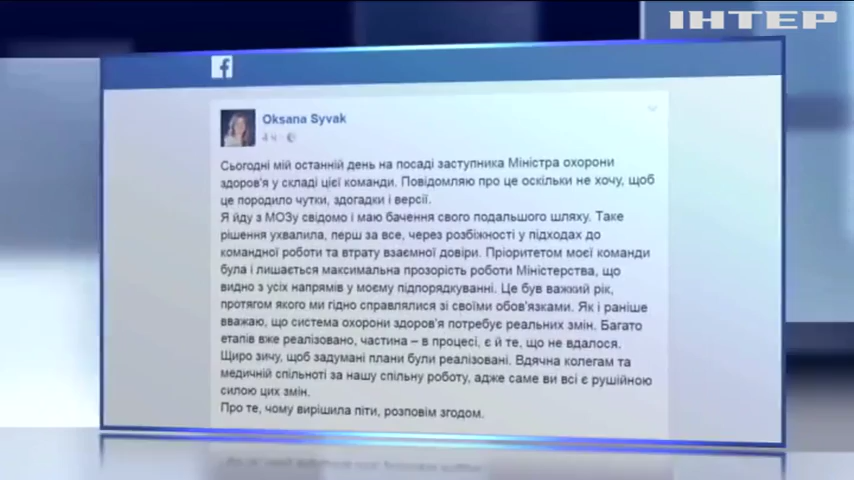 ІНТЕР
f
Oksana Syvak
4 ч
Сьогодні мій останній день на посаді заступника Міністра охорони
здоров'я у складі цієї команди. Повідомляю про це оскільки не хочу, щоб
це породило чутки, здогадки і версії.
Я йду з МОЗу свідомо і маю бачення свого подальшого шляху. Таке
рішення ухвалила, перш за все, через розбіжності у підходах до
командної роботи та втрату взаємної довіри. Пріоритетом моєї команди
була і лишається максимальна прозорість роботи Міністерства, що
видно з усіх напрямів у моєму підпорядкуванні. Це був важкий рік,
протягом якого ми гідно справлялися зі своїми обов'язками. Як і раніше
вважаю, що система охорони здоров'я потребує реальних змін. Багато
етапів вже реалізовано, частина – в процесі, є й те, що не вдалося.
Щиро зичу, щоб задумані плани були реалізовані. Вдячна колегам та
медичній спільноті за нашу спільну роботу, адже саме ви всі є рушійною
силою цих змін.
Про те, чому вирішила піти, розповім згодом.